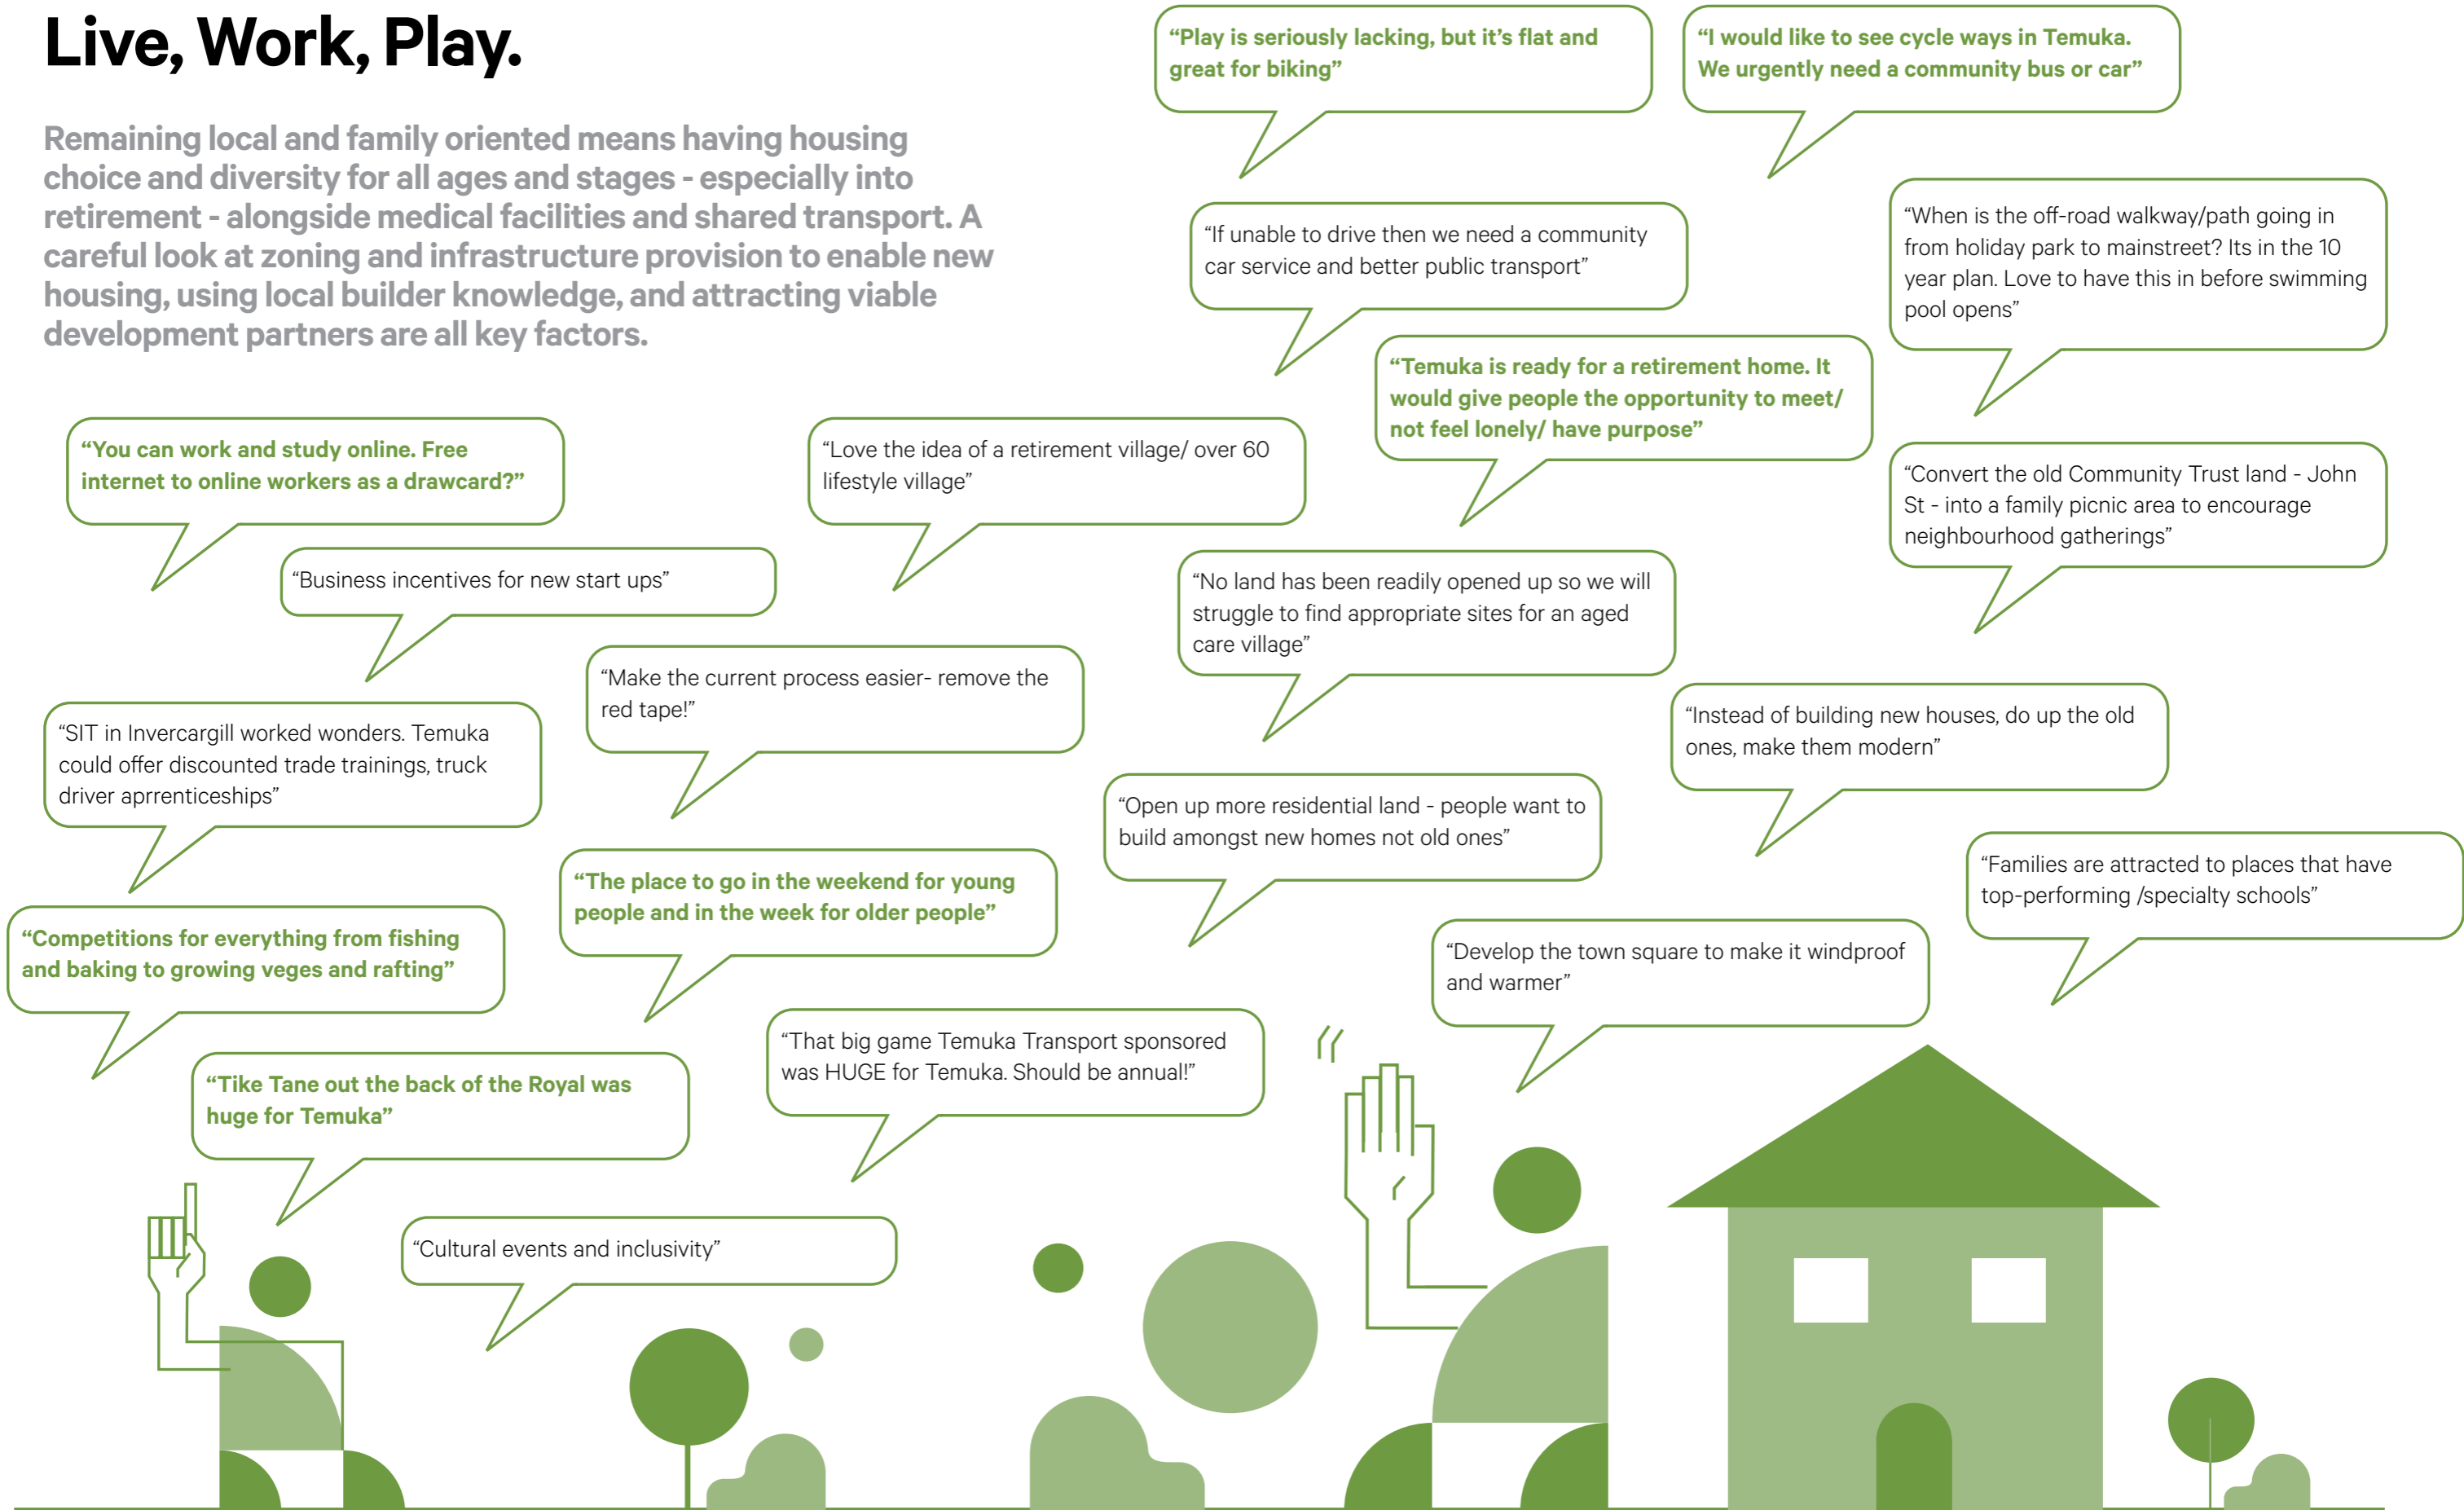 Live, Work, Play.
Remaining local and family oriented means having housing
choice and diversity for all ages and stages - especially into
retirement - alongside medical facilities and shared transport. A
careful look at zoning and infrastructure provision to enable new
housing, using local builder knowledge, and attracting viable
development partners are all key factors.
“Play is seriously lacking, but it’s flat and
great for biking”
“I would like to see cycle ways in Temuka.
We urgently need a community bus or car”
“If unable to drive then we need a community
car service and better public transport”
“When is the off-road walkway/path going in
from holiday park to mainstreet? Its in the 10
year plan. Love to have this in before swimming
pool opens”
“Temuka is ready for a retirement home. It
would give people the opportunity to meet/
not feel lonely/ have purpose”
“You can work and study online. Free
internet to online workers as a drawcard?”
“Love the idea of a retirement village/ over 60
lifestyle village”
“Convert the old Community Trust land - John
St - into a family picnic area to encourage
neighbourhood gatherings”
“Business incentives for new start ups”
“No land has been readily opened up so we will
struggle to find appropriate sites for an aged
care village”
“Make the current process easier- remove the
red tape!”
“Instead of building new houses, do up the old
ones, make them modern”
“SIT in Invercargill worked wonders. Temuka
could offer discounted trade trainings, truck
driver aprrenticeships”
“Open up more residential land - people want to
build amongst new homes not old ones”
“Families are attracted to places that have
top-performing /specialty schools”
“The place to go in the weekend for young
people and in the week for older people”
“Competitions for everything from fishing
and baking to growing veges and rafting”
“Develop the town square to make it windproof
and warmer”
“That big game Temuka Transport sponsored
was HUGE for Temuka. Should be annual!”
“Tike Tane out the back of the Royal was
huge for Temuka”
“Cultural events and inclusivity”